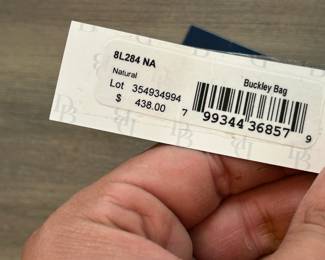 8L284 NA
Natural
Buckley Bag
Lot 354934994
$ 438.00
7 99344 36857 9